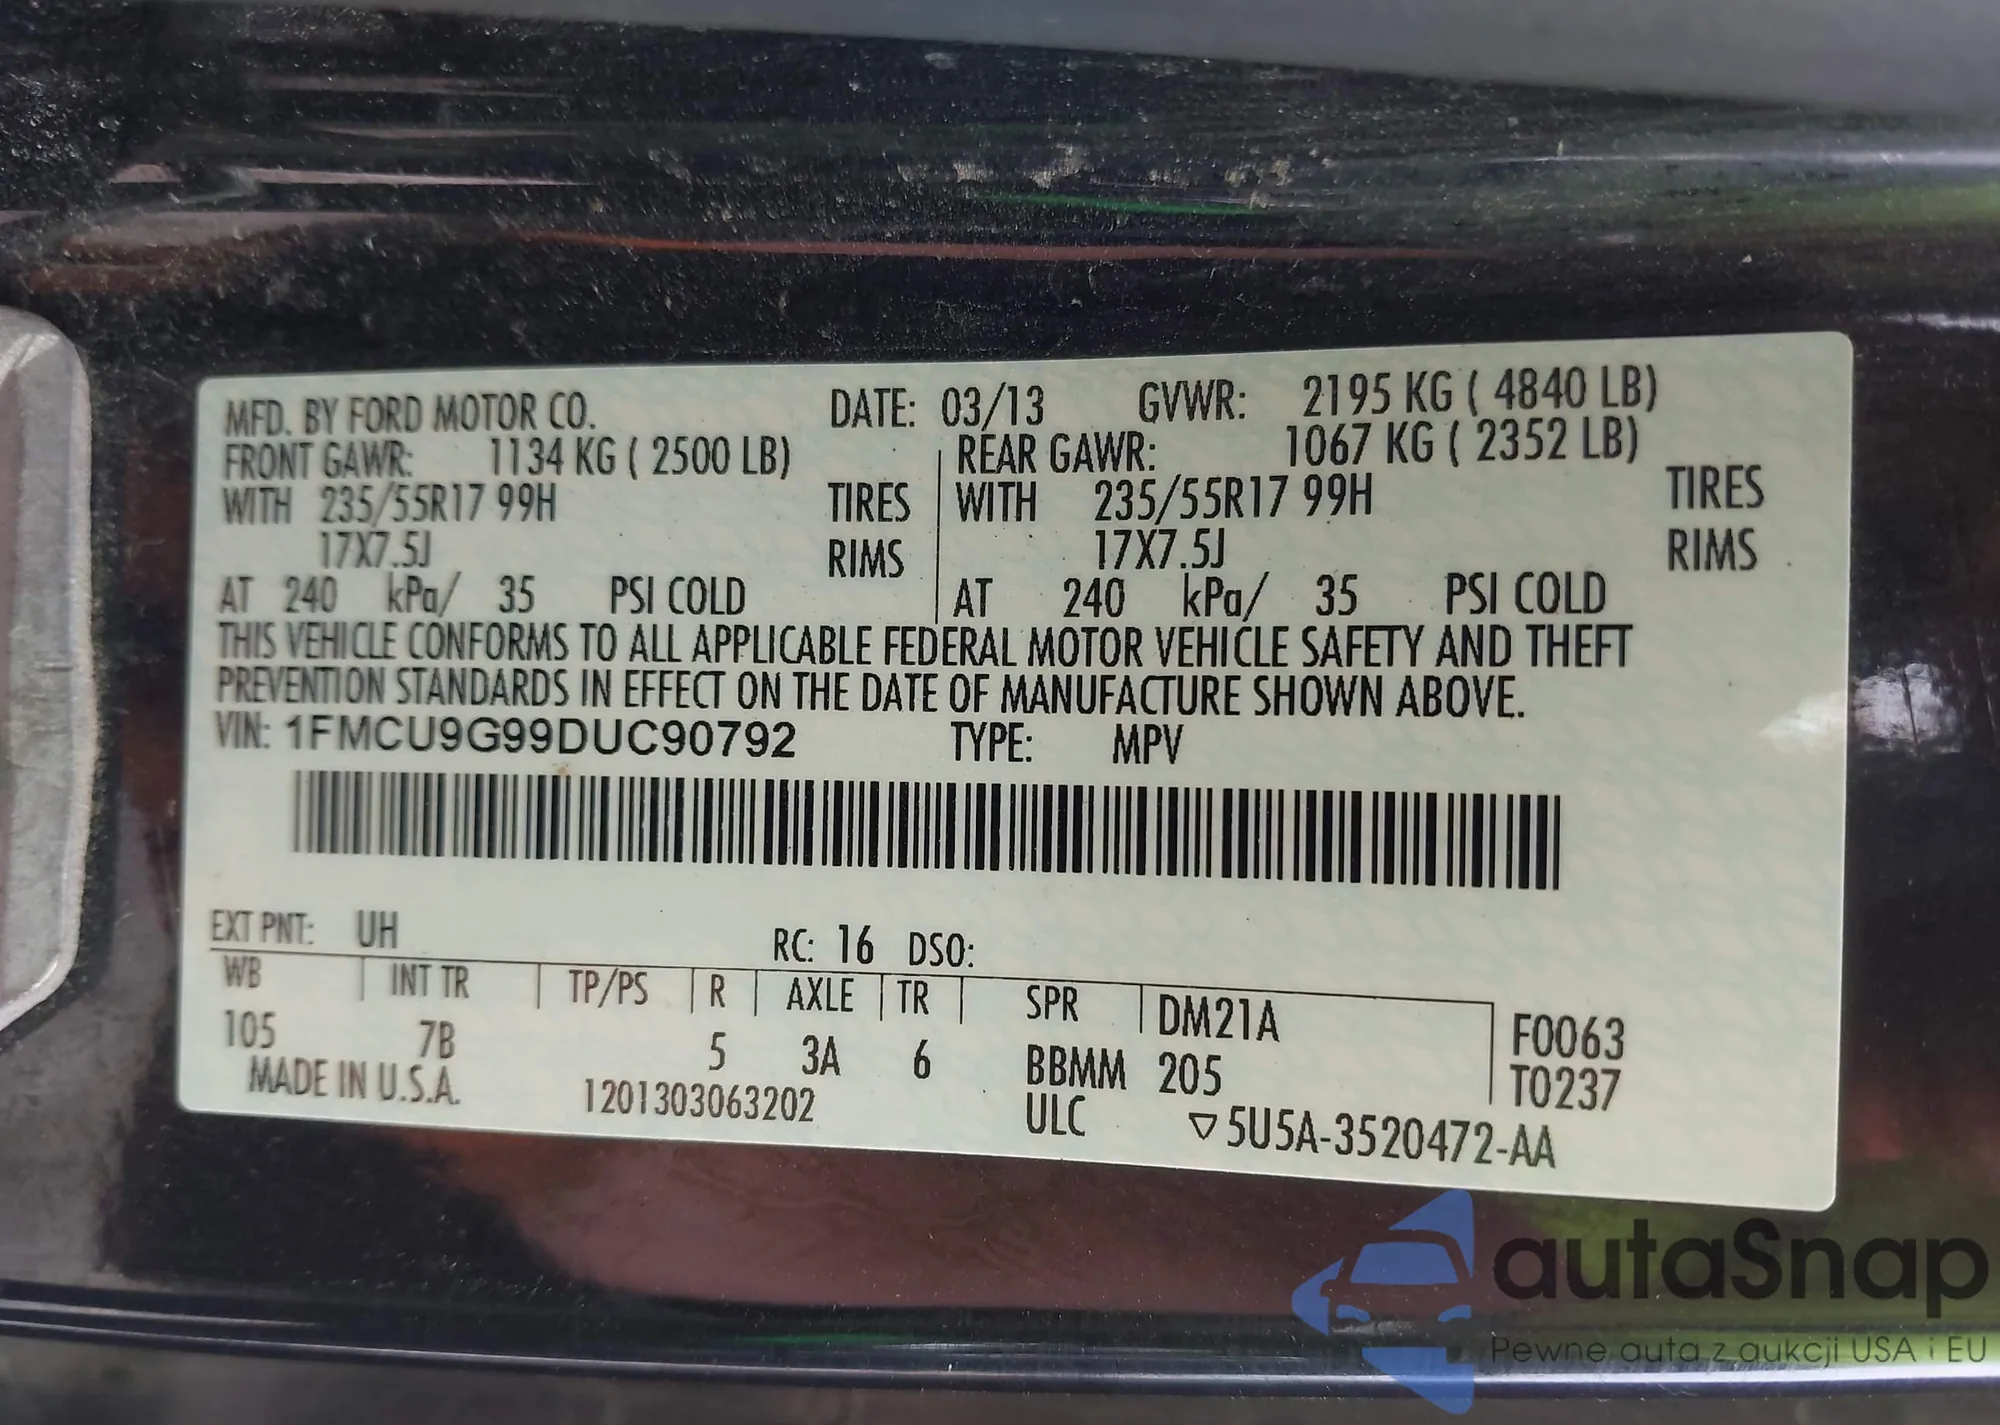 MFD. BY FORD MOTOR CO. DATE: 03/13 GVWR: 2195 KG ( 4840 LB)
FRONT GAWR: 1134 KG ( 2500 LB) REAR GAWR: 1067 KG ( 2352 LB)
WITH 235/55R17 99H TIRES WITH 235/55R17 99H TIRES
17X7.5J RIMS 17X7.5J RIMS
AT 240 kPa/ 35 PSI COLD AT 240 kPa/ 35 PSI COLD
THIS VEHICLE CONFORMS TO ALL APPLICABLE FEDERAL MOTOR VEHICLE SAFETY AND THEFT
PREVENTION STANDARDS IN EFFECT ON THE DATE OF MANUFACTURE SHOWN ABOVE.
VIN: 1FMCU9G99DUC90792 TYPE: MPV
EXT PNT: UH RC: 16 DSO:
WB INT TR TP/PS R AXLE TR SPR DM21A F0063
105 7B 5 3A 6 BBMM 205 T0237
MADE IN U.S.A. 1201303063202 ULC ▽5U5A-3520472-AA
autaSnap
Pewne auta z aukcji USA i EU